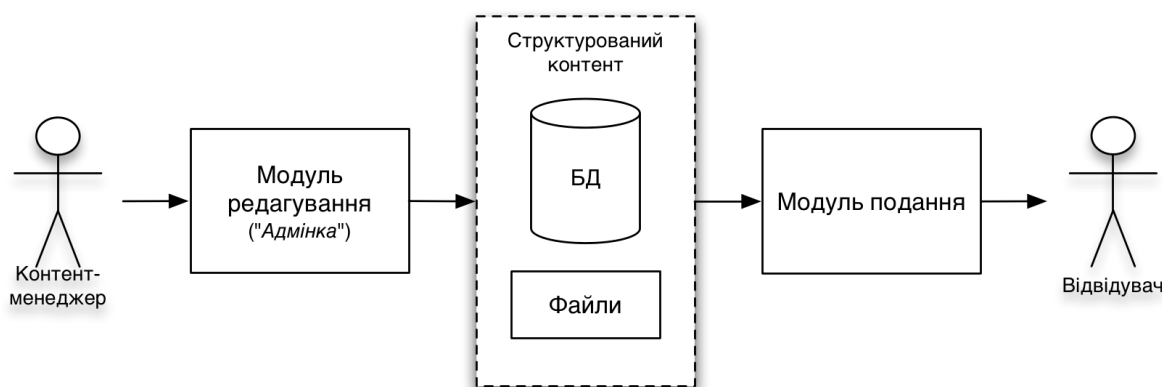 Структурований
контент
БД
Файли
Модуль
редагування
("Адмінка")
Модуль подання
Контент-
менеджер
Відвідувач